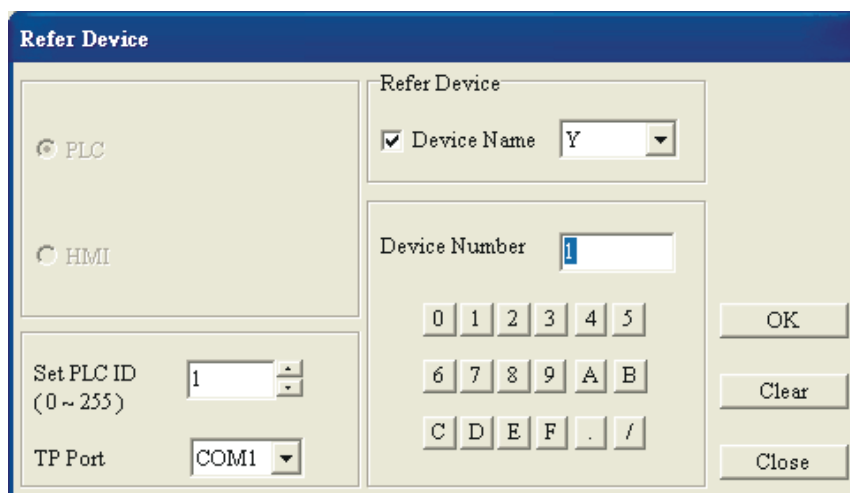 Refer Device
PLC
HMI
Set PLC ID
(0 ~ 255)
1
TP Port
COM1
Refer Device
Device Name
Y
Device Number
1
0 1 2 3 4 5
6 7 8 9 A B
C D E F . /
OK
Clear
Close